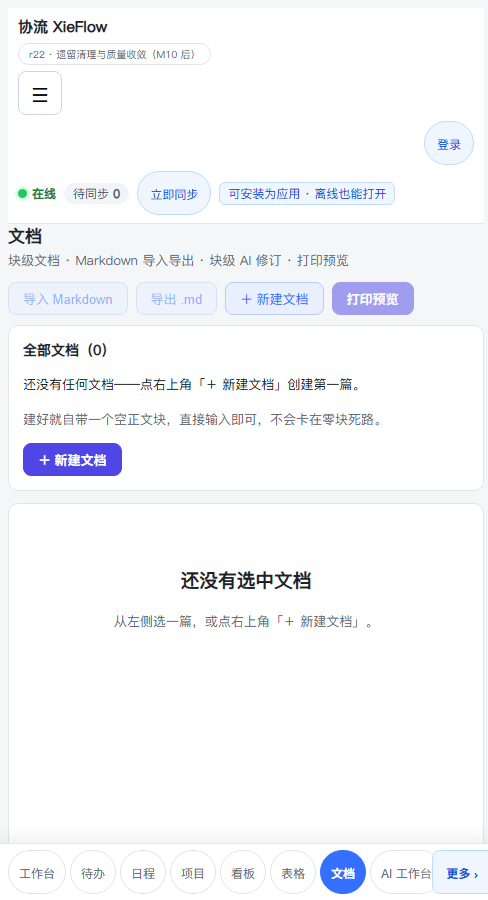 协流 XieFlow
r22 · 遗留清理与质量收敛（M10 后）
☰
登录
在线 待同步 0 立即同步 可安装为应用 · 离线也能打开
文档
块级文档 · Markdown 导入导出 · 块级 AI 修订 · 打印预览
导入 Markdown 导出 .md ＋ 新建文档 打印预览
全部文档（0）
还没有任何文档——点右上角「＋ 新建文档」创建第一篇。
建好就自带一个空正文块，直接输入即可，不会卡在零块死路。
＋ 新建文档
还没有选中文档
从左侧选一篇，或点右上角「＋ 新建文档」。
工作台 待办 日程 项目 看板 表格 文档 AI 工作台 更多 ›